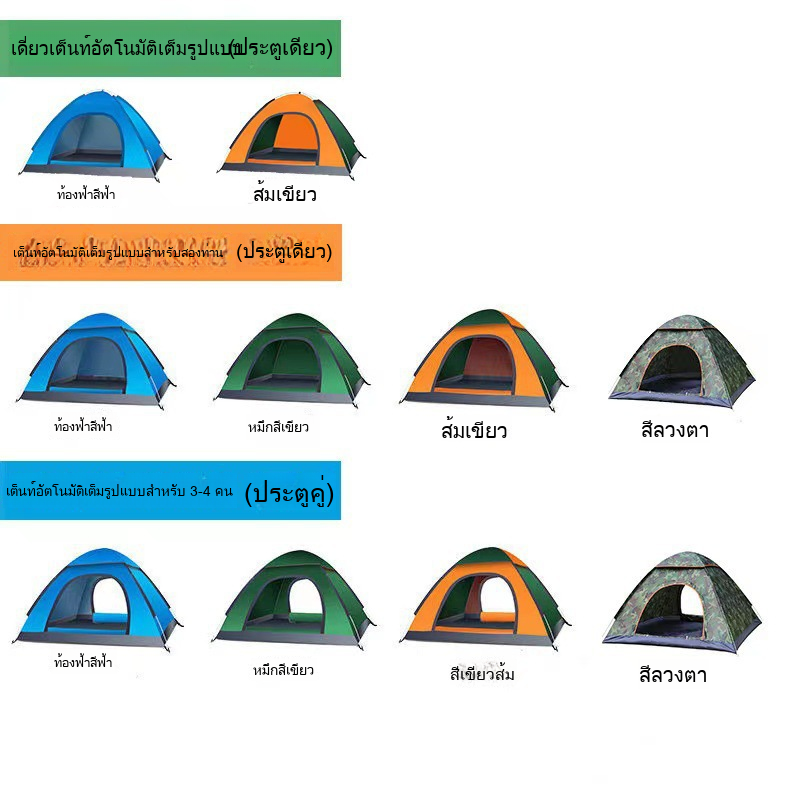 เดี่ยวเต็นท์อัตโนมัติเต็มรูปแบบ (ประตูเดียว)
ท้องฟ้าสีฟ้า ส้มเขียว
เต็นท์อัตโนมัติเต็มรูปแบบสำหรับสองท่าน (ประตูเดียว)
ท้องฟ้าสีฟ้า หมึกสีเขียว ส้มเขียว สีลวงตา
เต็นท์อัตโนมัติเต็มรูปแบบสำหรับ 3-4 คน (ประตูคู่)
ท้องฟ้าสีฟ้า หมึกสีเขียว สีเขียวส้ม สีลวงตา